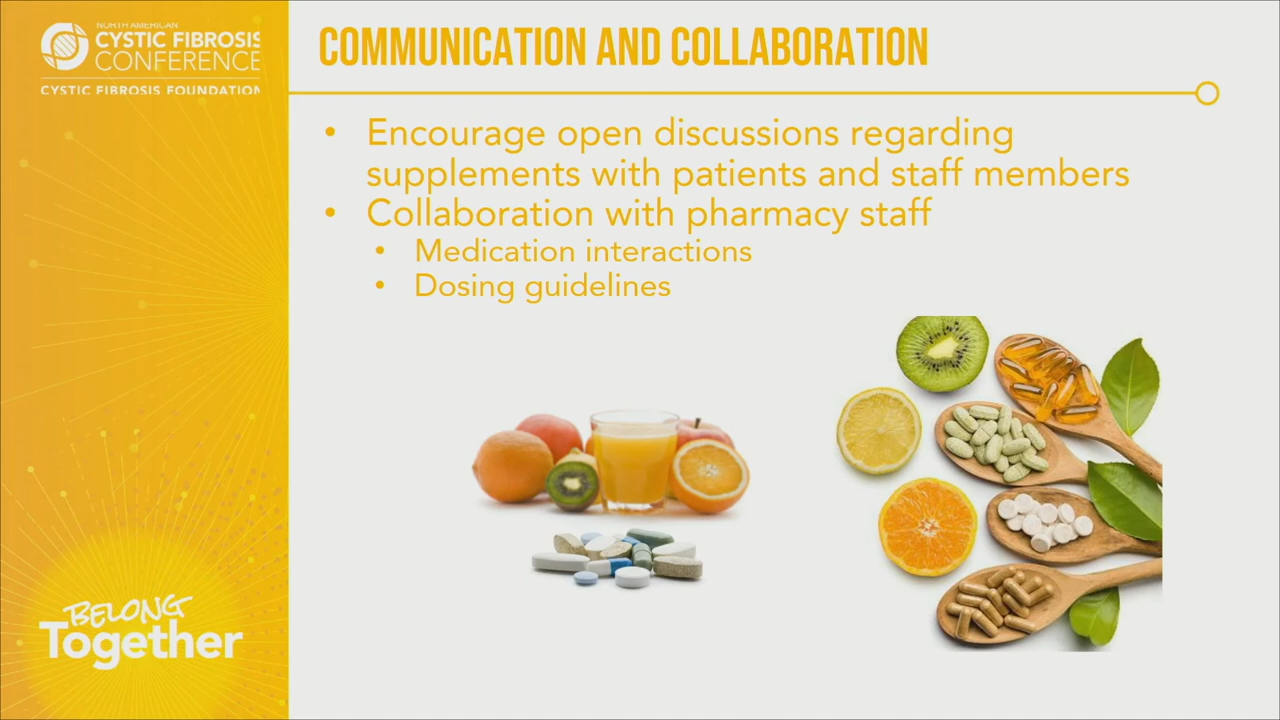 NORTH AMERICAN
CYSTIC FIBROSIS
CONFERENCE
CYSTIC FIBROSIS FOUNDATION
COMMUNICATION AND COLLABORATION
• Encourage open discussions regarding
supplements with patients and staff members
• Collaboration with pharmacy staff
• Medication interactions
• Dosing guidelines
BELONG
Together